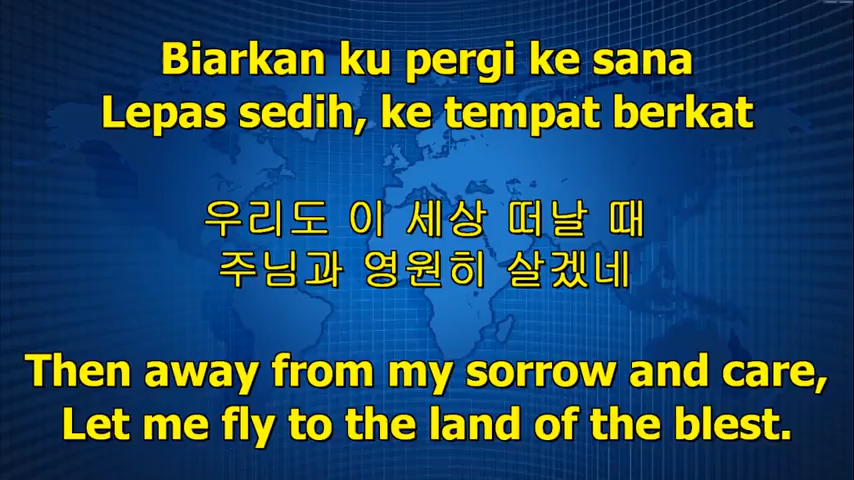 Biarkan ku pergi ke sana
Lepas sedih, ke tempat berkat
우리도 이 세상 떠날 때
주님과 영원히 살겠네
Then away from my sorrow and care,
Let me fly to the land of the blest.